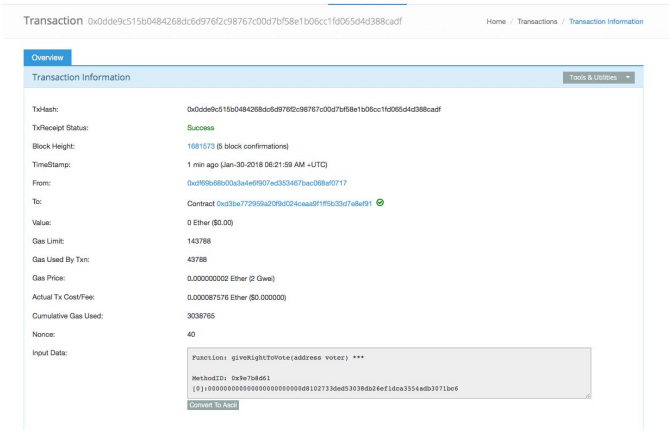 Transaction 0x0dde9c515b0484268dc6d976f2c98767c00d7bf58e1b06cc1fd065d4d388cadf Home / Transactions / Transaction Information
Overview
Transaction Information Tools & Utilities
TxHash: 0x0dde9c515b0484268dc6d976f2c98767c00d7bf58e1b06cc1fd065d4d388cadf
TxReceipt Status: Success
Block Height: 1681573 (5 block confirmations)
TimeStamp: 1 min ago (Jan-30-2018 06:21:59 AM +UTC)
From: 0xdf69b68b00a3a4e6f907ed353467bac068af0717
To: Contract 0xd3be772959a20f9d024ceaa9f1ff5b33d7e8ef91
Value: 0 Ether ($0.00)
Gas Limit: 143788
Gas Used By Txn: 43788
Gas Price: 0.000000002 Ether (2 Gwei)
Actual Tx Cost/Fee: 0.000087576 Ether ($0.000000)
Cumulative Gas Used: 3038765
Nonce: 40
Input Data: Function: giveRightToVote(address voter) ***
MethodID: 0x9e7b8d61
[0]:000000000000000000000000d8102733ded53038db26ef1dca3554adb3071bc6
Convert To Ascii